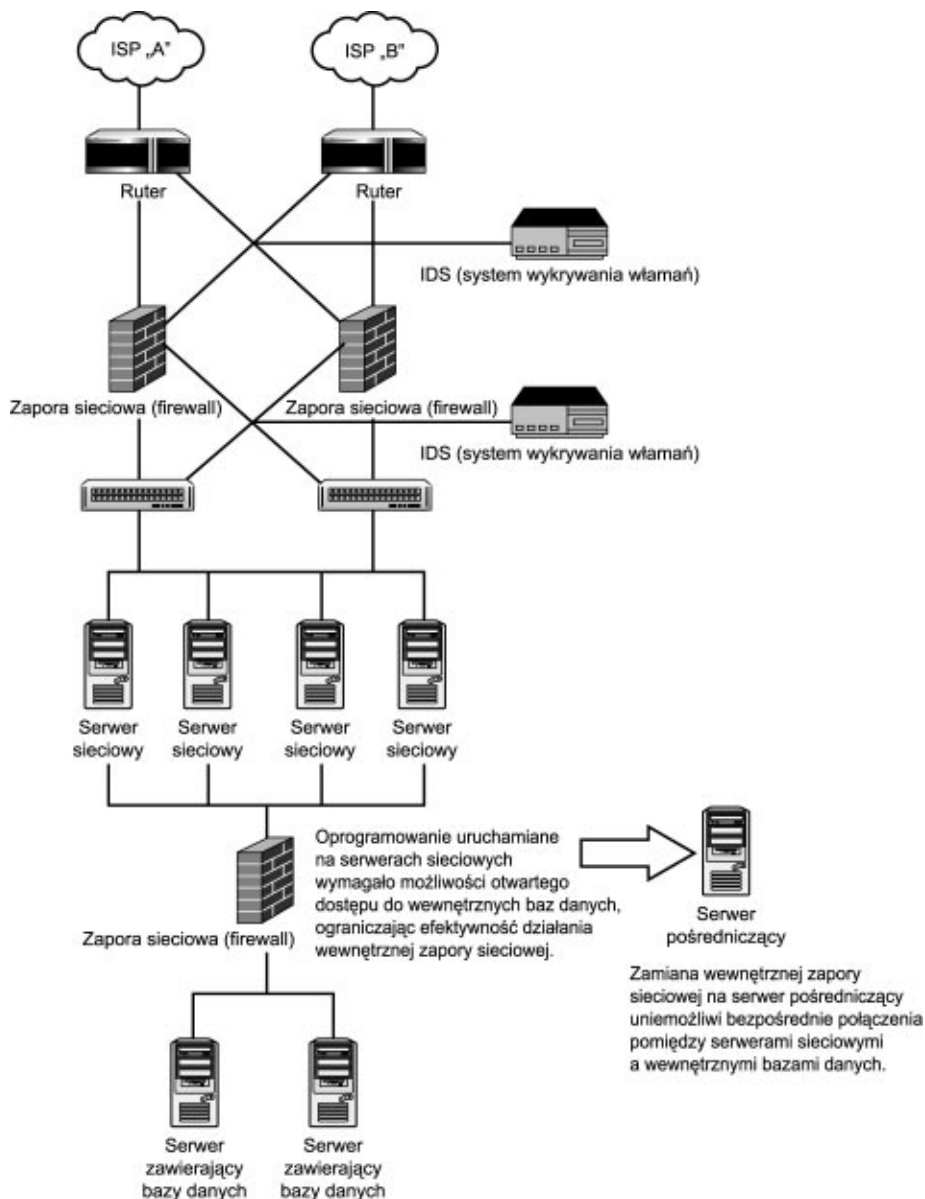 ISP „A”
ISP „B”
Ruter
Ruter
IDS (system wykrywania włamań)
Zapora sieciowa (firewall)
Zapora sieciowa (firewall)
IDS (system wykrywania włamań)
Serwer
sieciowy
Serwer
sieciowy
Serwer
sieciowy
Serwer
sieciowy
Zapora sieciowa (firewall)
Oprogramowanie uruchamiane
na serwerach sieciowych
wymagało możliwości otwartego
dostępu do wewnętrznych baz danych,
ograniczając efektywność działania
wewnętrznej zapory sieciowej.
Serwer
pośredniczący
Zamiana wewnętrznej zapory
sieciowej na serwer pośredniczący
uniemożliwi bezpośrednie połączenia
pomiędzy serwerami sieciowymi
a wewnętrznymi bazami danych.
Serwer
zawierający
bazy danych
Serwer
zawierający
bazy danych